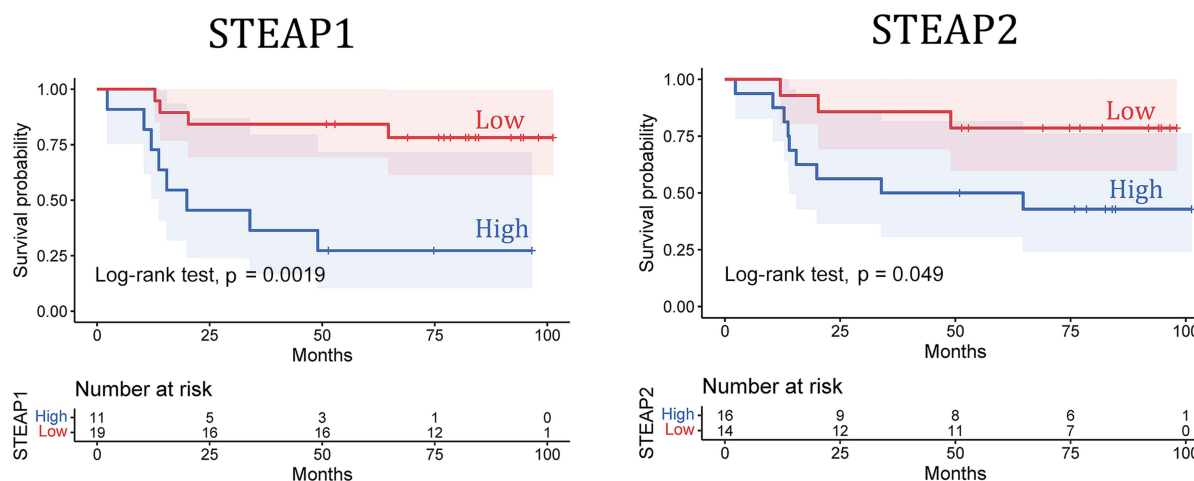 STEAP1
1.00
0.75
0.50
0.25
0.00
Survival probability
Low
High
Log-rank test, p = 0.0019
0 25 50 75 100
Months
Number at risk
STEAP1
High 11 5 3 1 0
Low 19 16 16 12 1
0 25 50 75 100
Months
STEAP2
1.00
0.75
0.50
0.25
0.00
Survival probability
Low
High
Log-rank test, p = 0.049
0 25 50 75 100
Months
Number at risk
STEAP2
High 16 9 8 6 1
Low 14 12 11 7 0
0 25 50 75 100
Months